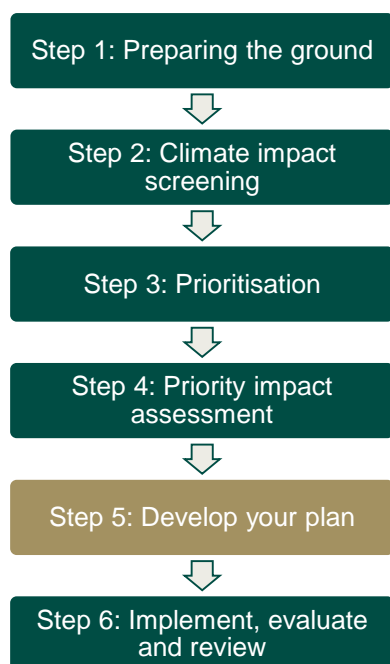 Step 1: Preparing the ground
Step 2: Climate impact
screening
Step 3: Prioritisation
Step 4: Priority impact
assessment
Step 5: Develop your plan
Step 6: Implement, evaluate
and review